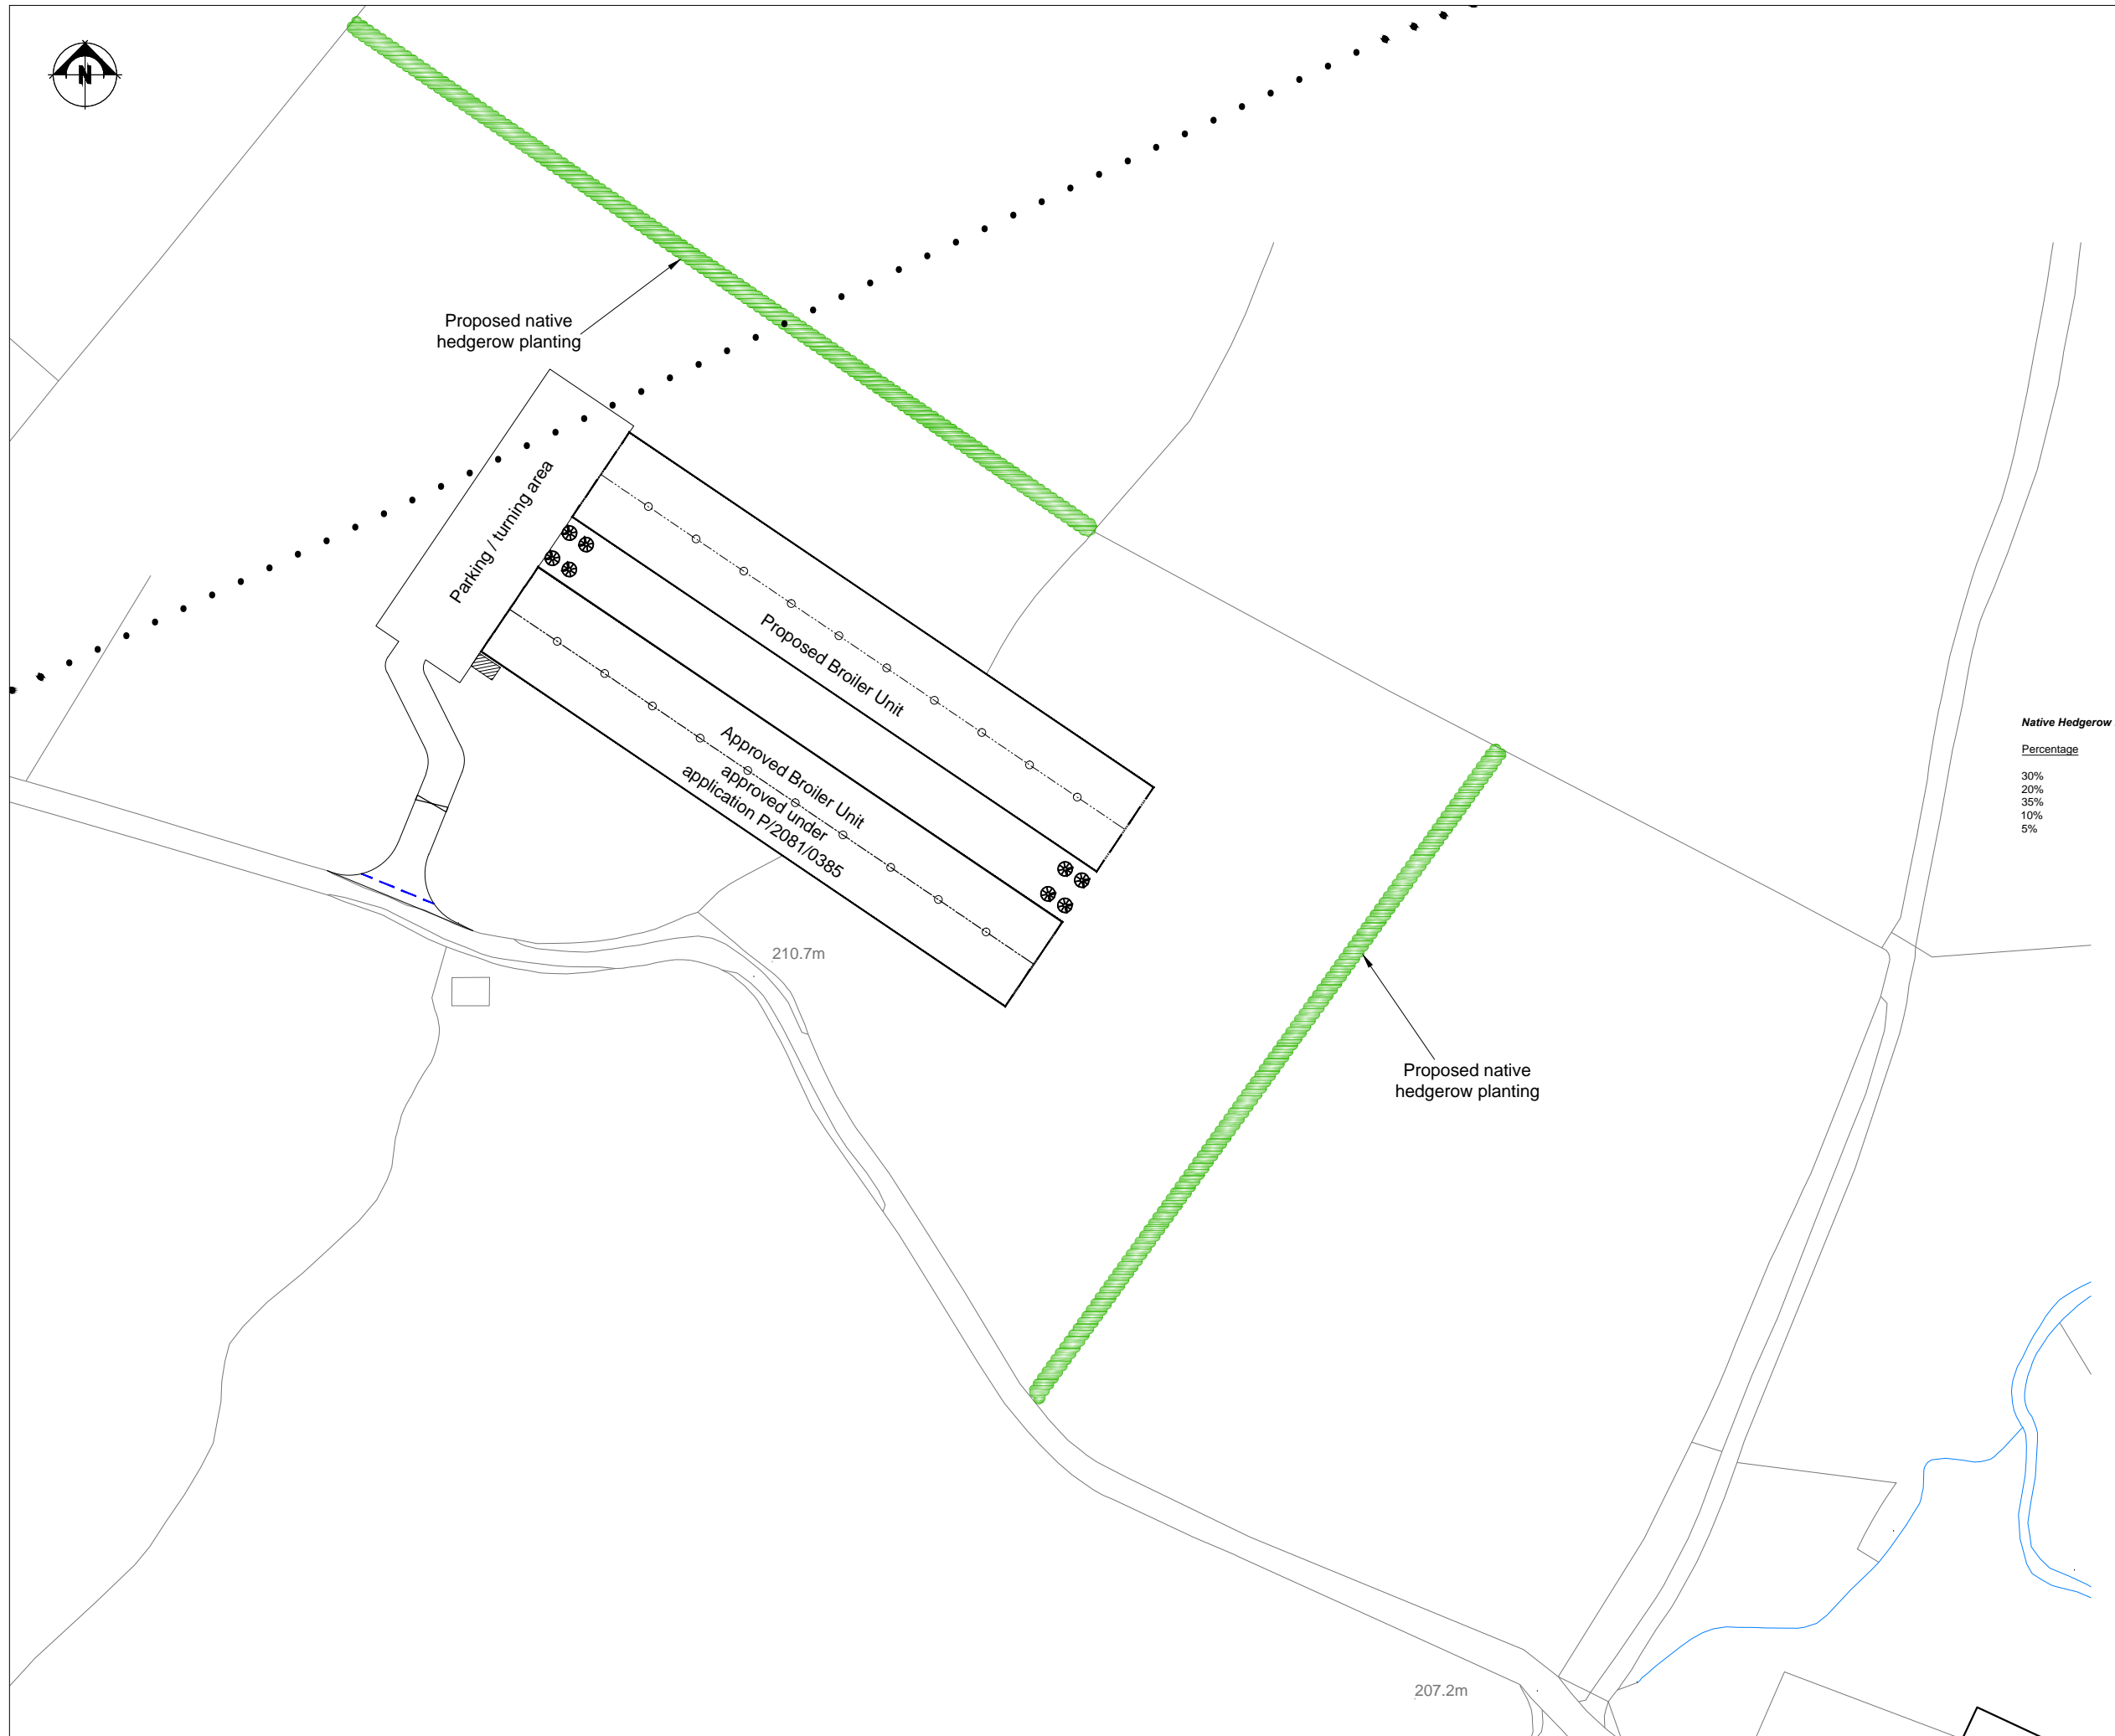 N
Proposed native
hedgerow planting
Parking / turning area
Proposed Broiler Unit
Approved Broiler Unit
approved under
application P/2081/0385
Native Hedgerow
Percentage
30%
20%
35%
10%
5%
210.7m
Proposed native
hedgerow planting
207.2m